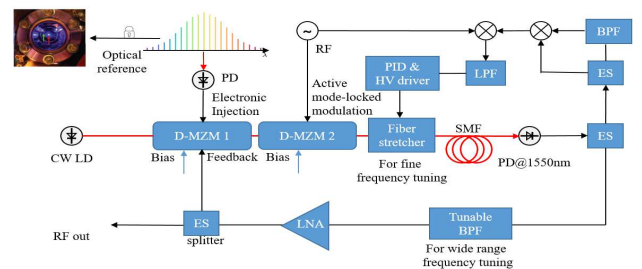 RF
BPF
Optical
reference
PD
PID &
HV driver
LPF
ES
Electronic
Injection
Active
mode-locked
modulation
D-MZM 1
D-MZM 2
Fiber
stretcher
SMF
ES
CW LD
Bias
Feedback
Bias
For fine
frequency tuning
PD@1550nm
RF out
ES
splitter
LNA
Tunable
BPF
For wide range
frequency tuning